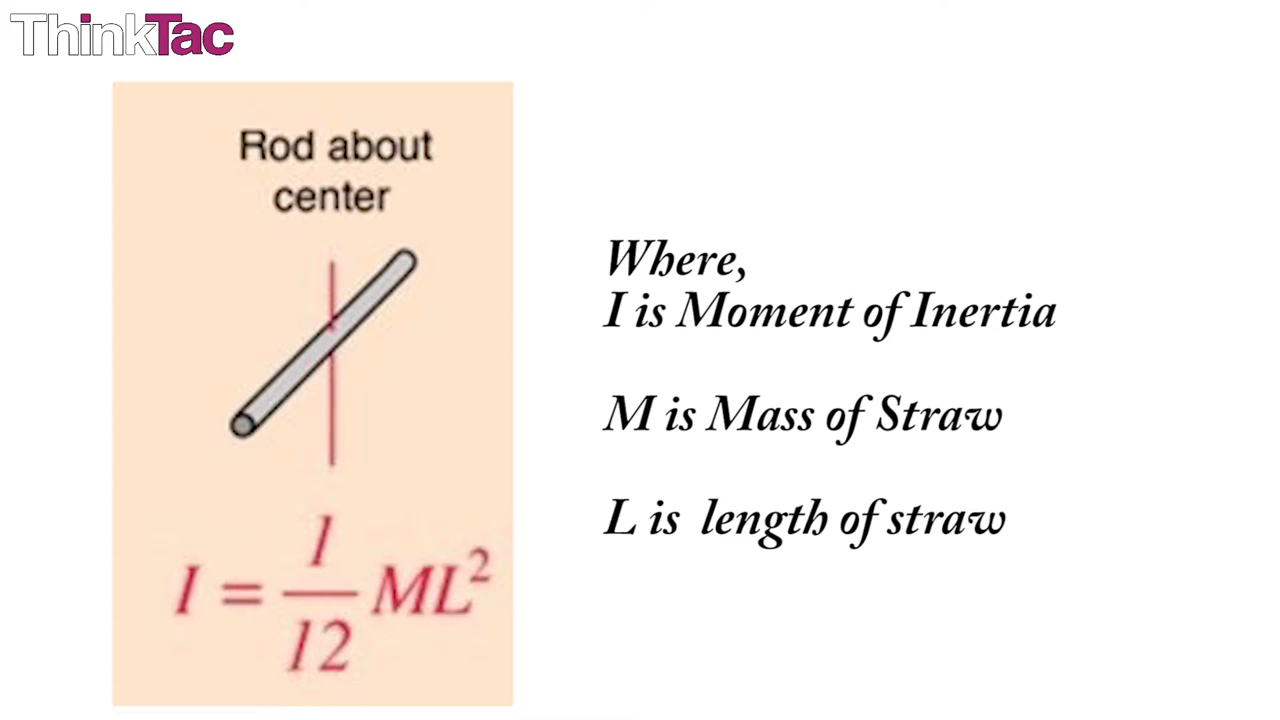 ThinkTac
Rod about
center
I = 1/12 ML²
Where,
I is Moment of Inertia
M is Mass of Straw
L is length of straw